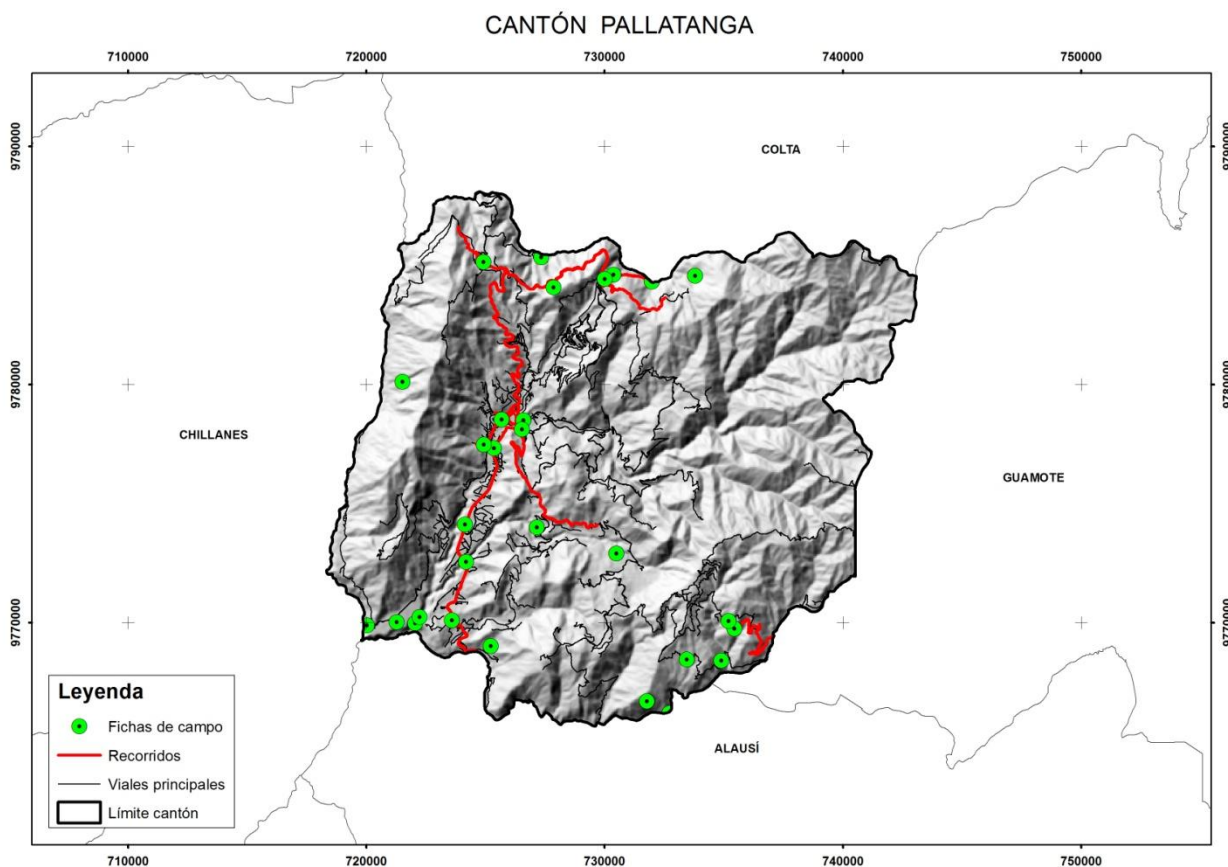 CANTÓN PALLATANGA
710000
720000
730000
740000
750000
9790000
9790000
COLTA
9780000
9780000
CHILLANES
GUAMOTE
9770000
9770000
ALAUSÍ
Leyenda
Fichas de campo
Recorridos
Viales principales
Límite cantón
710000
720000
730000
740000
750000